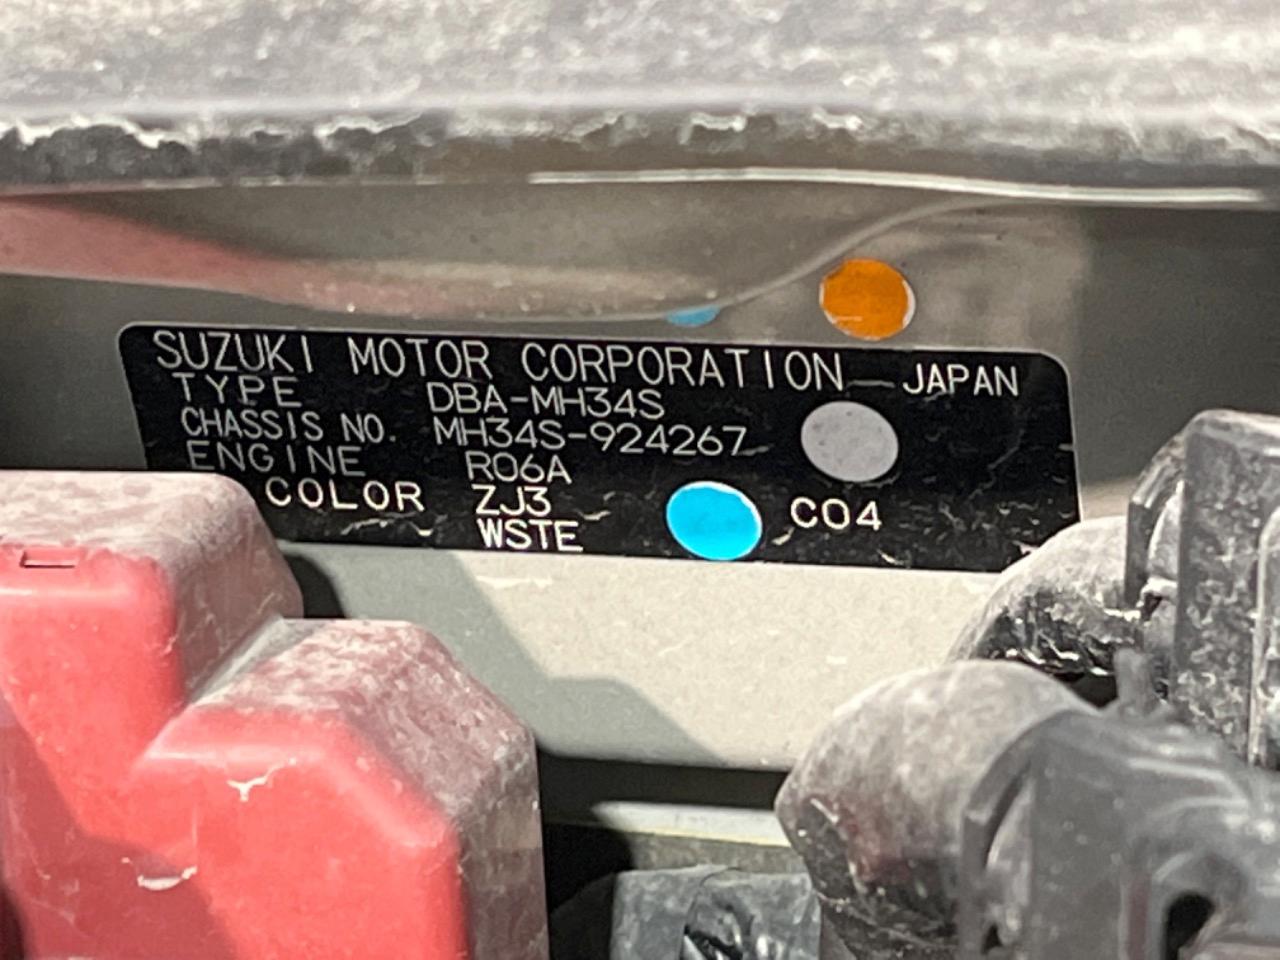 SUZUKI MOTOR CORPORATION JAPAN
TYPE DBA-MH34S
CHASSIS NO. MH34S-924267
ENGINE R06A
COLOR ZJ3
WSTE C04